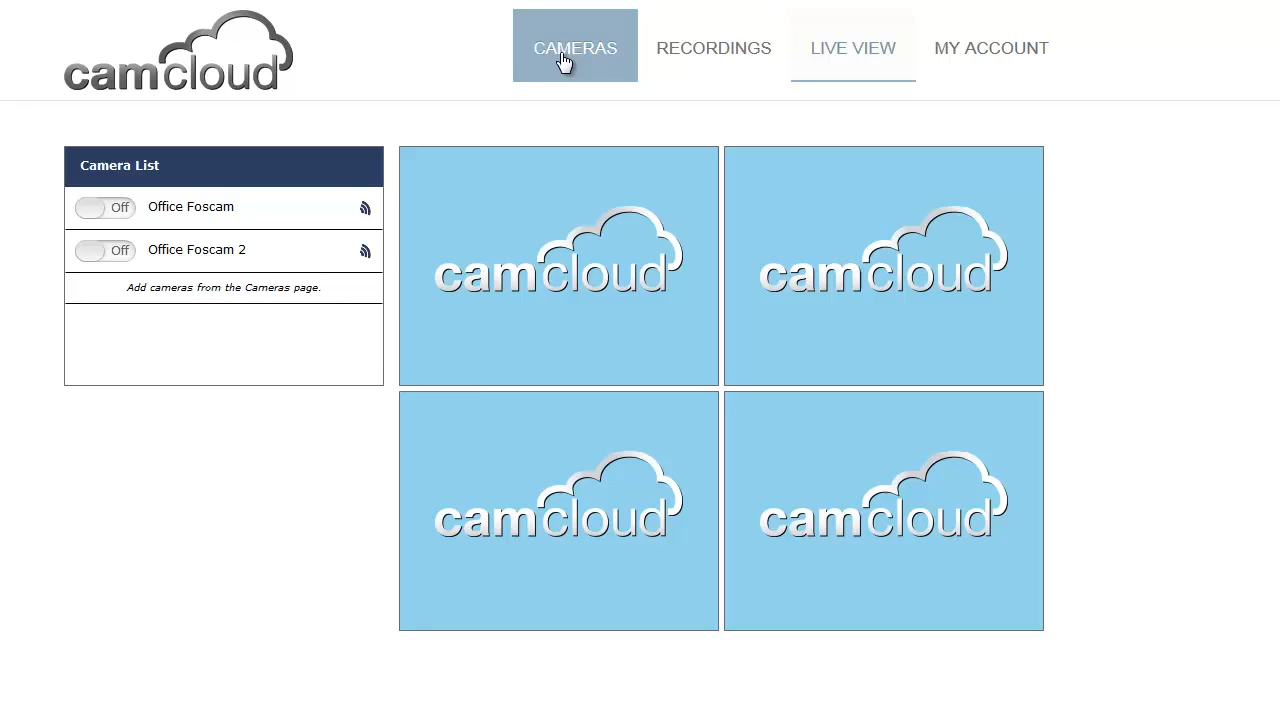 camcloud
CAMERAS RECORDINGS LIVE VIEW MY ACCOUNT
Camera List
Off Office Foscam
Off Office Foscam 2
Add cameras from the Cameras page.
camcloud camcloud
camcloud camcloud